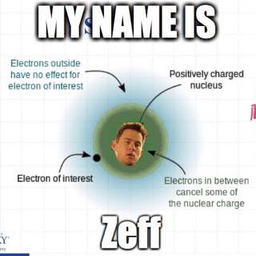 MY NAME IS
Electrons outside
have no effect for
electron of interest
Positively charged
nucleus
Electron of interest
Electrons in between
cancel some of
the nuclear charge
Zeff